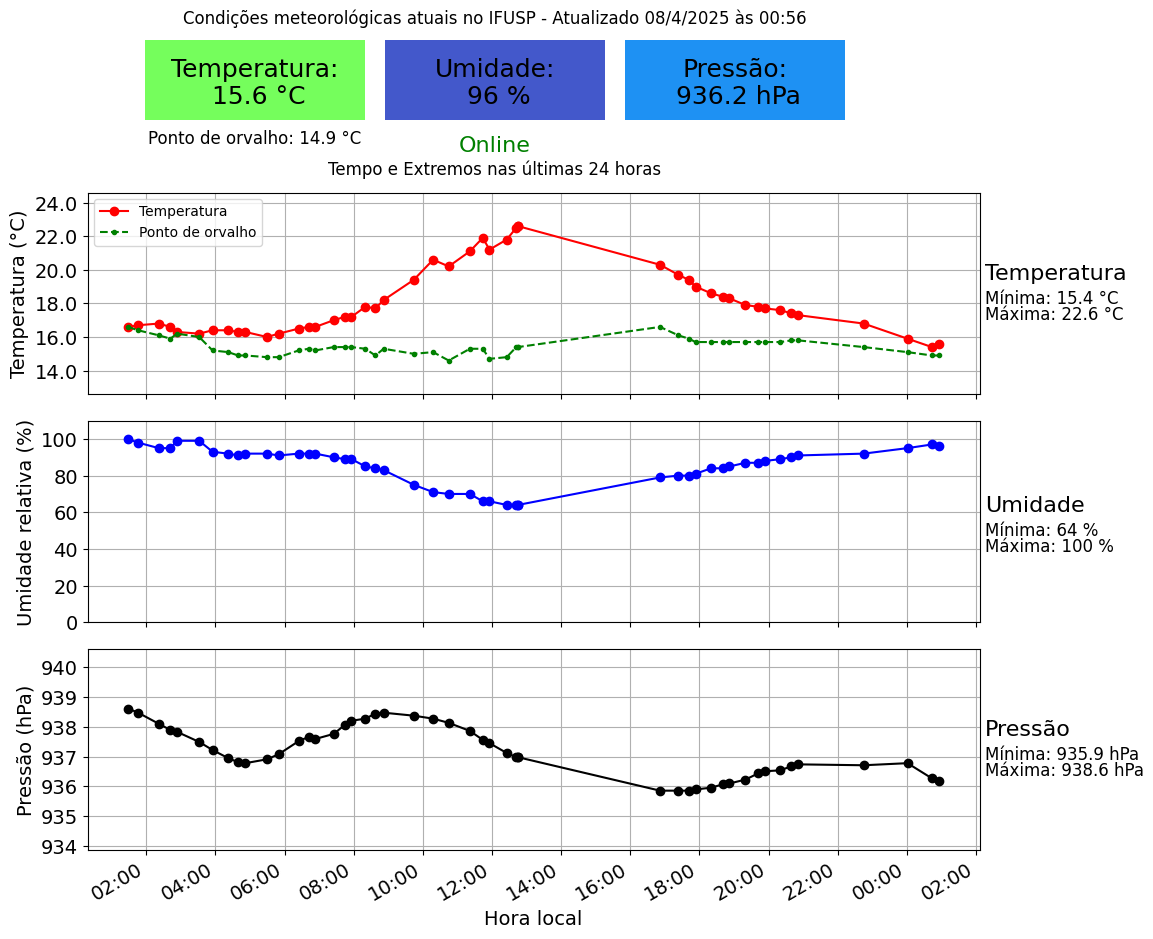 Condições meteorológicas atuais no IFUSP - Atualizado 08/4/2025 às 00:56
Temperatura:
15.6 °C
Umidade:
96 %
Pressão:
936.2 hPa
Ponto de orvalho: 14.9 °C
Online
Tempo e Extremos nas últimas 24 horas
Temperatura (°C)
24.0
22.0
20.0
18.0
16.0
14.0
Temperatura
Ponto de orvalho
Temperatura
Mínima: 15.4 °C
Máxima: 22.6 °C
Umidade relativa (%)
100
80
60
40
20
0
Umidade
Mínima: 64 %
Máxima: 100 %
Pressão (hPa)
940
939
938
937
936
935
934
Pressão
Mínima: 935.9 hPa
Máxima: 938.6 hPa
02:00 04:00 06:00 08:00 10:00 12:00 14:00 16:00 18:00 20:00 22:00 00:00 02:00
Hora local